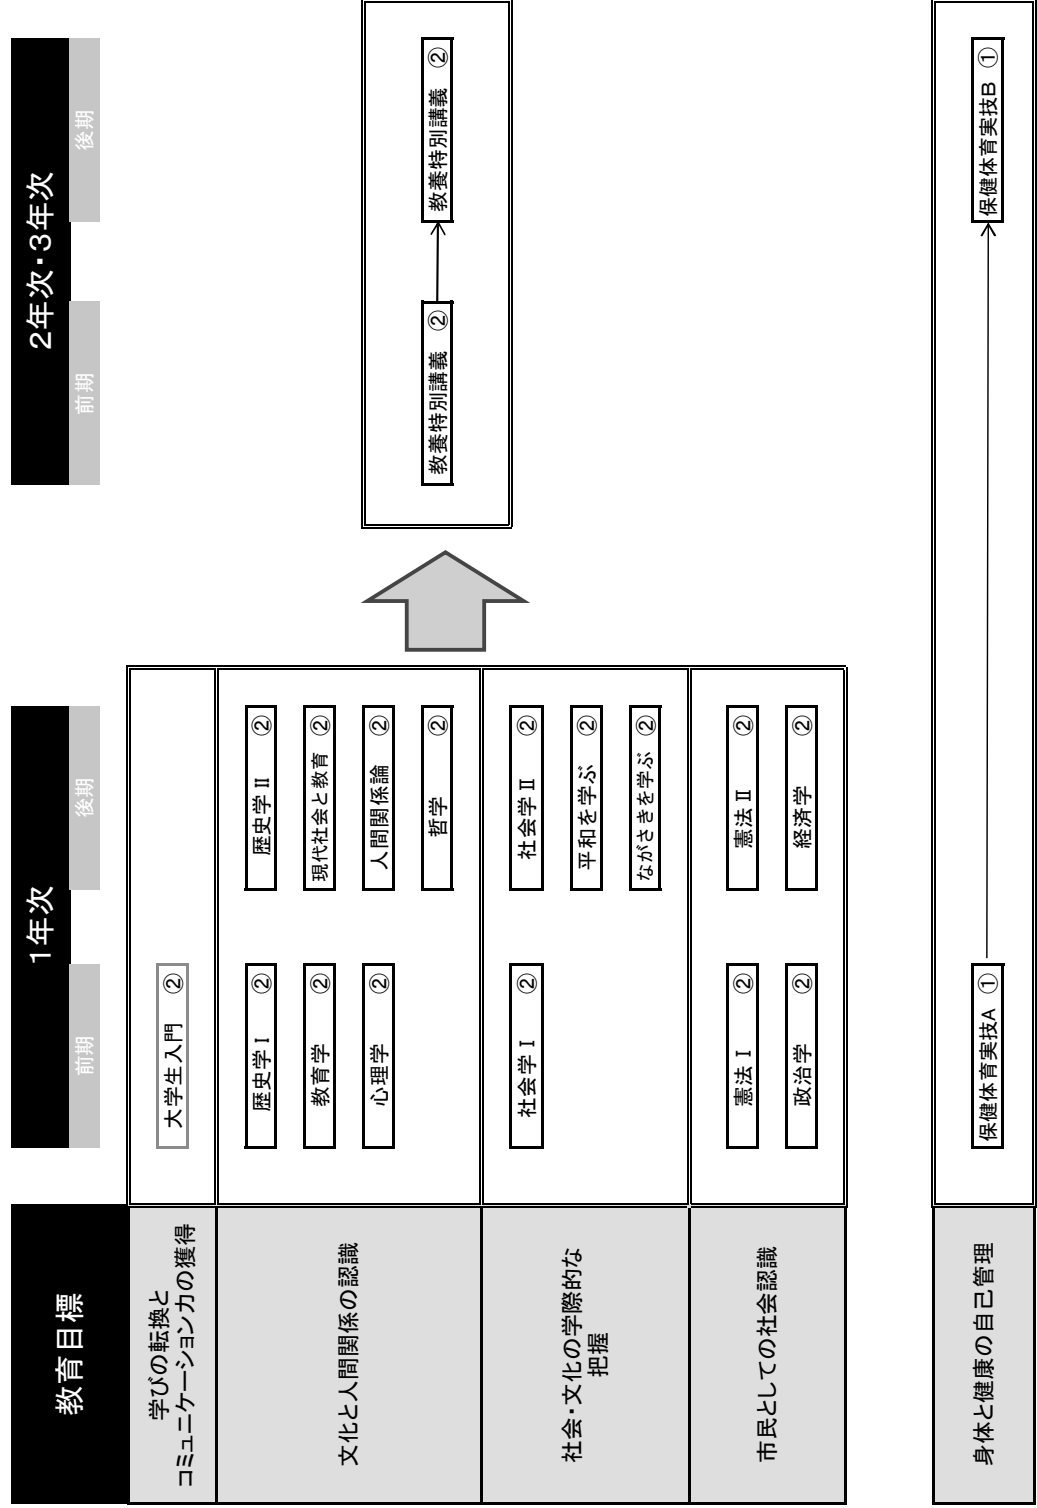 教育目標
1年次
2年次・3年次
前期
後期
前期
後期
学びの転換と
コミュニケーション力の獲得
大学生入門 ②
文化と人間関係の認識
歴史学Ⅰ ②
歴史学Ⅱ ②
教育学 ②
現代社会と教育 ②
心理学 ②
人間関係論 ②
哲学 ②
社会・文化の学際的な
把握
社会学Ⅰ ②
社会学Ⅱ ②
平和を学ぶ ②
ながさきを学ぶ ②
市民としての社会認識
憲法Ⅰ ②
憲法Ⅱ ②
政治学 ②
経済学 ②
教養特別講義 ②
教養特別講義 ②
身体と健康の自己管理
保健体育実技A ①
保健体育実技B ①